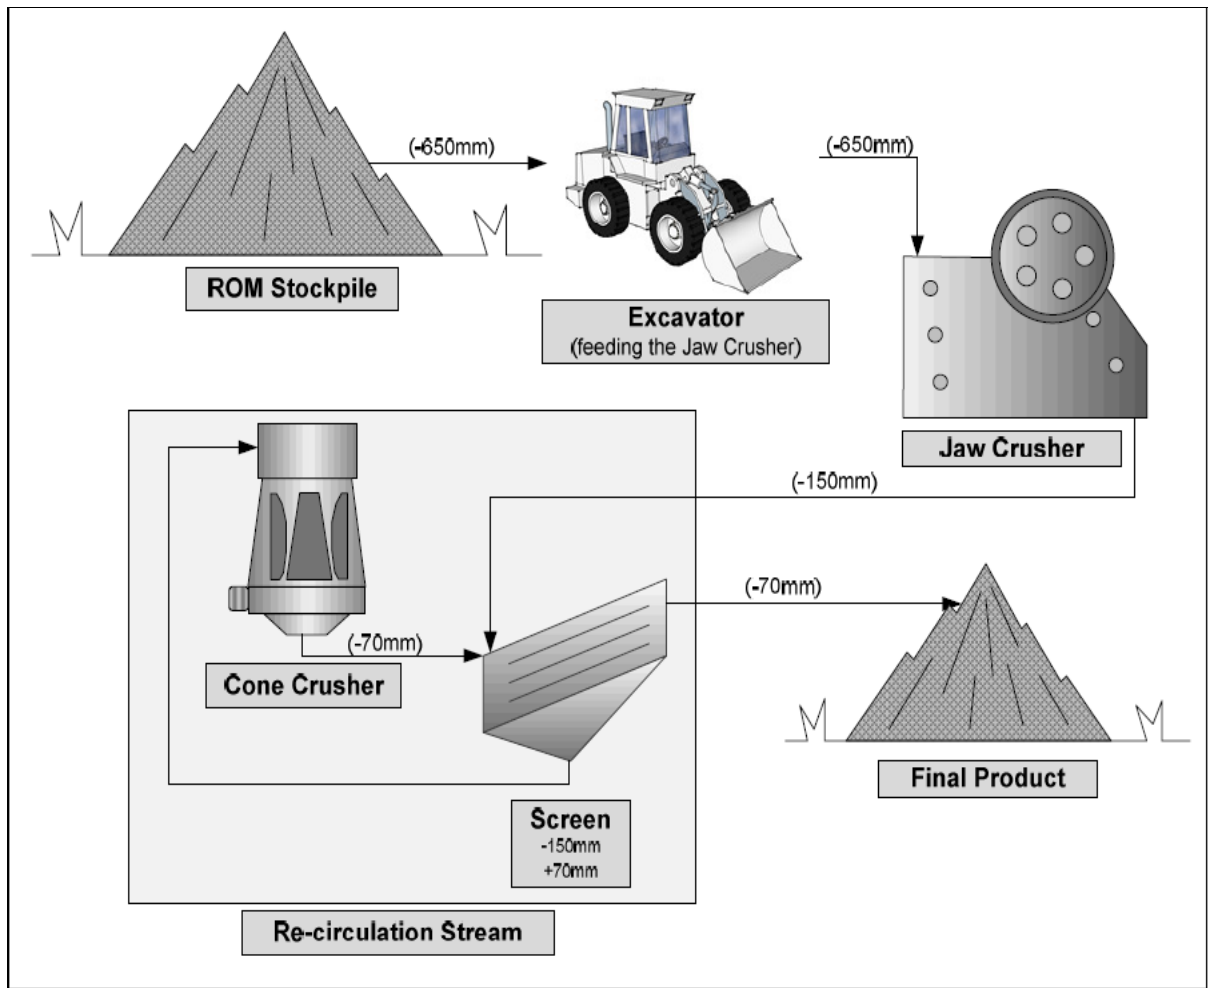 (-650mm)
(-650mm)
ROM Stockpile
Excavator
(feeding the Jaw Crusher)
Jaw Crusher
(-150mm)
(-70mm)
(-70mm)
Cone Crusher
Final Product
Screen
-150mm
+70mm
Re-circulation Stream